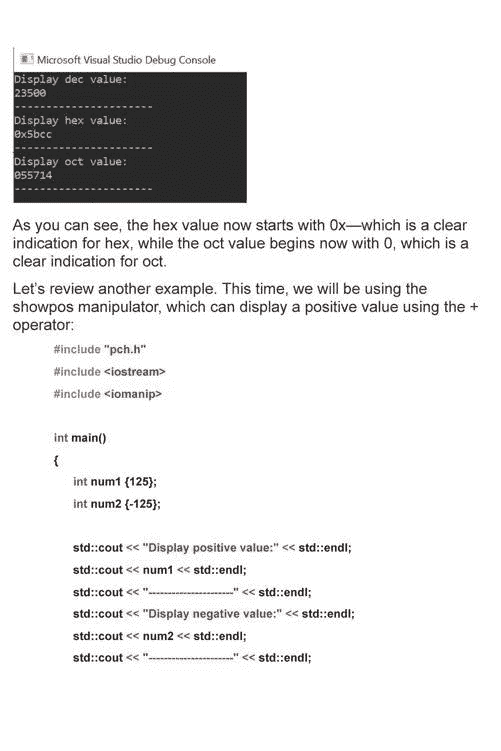 Microsoft Visual Studio Debug Console
Display dec value:
23500
----------------------
Display hex value:
0x5bcc
----------------------
Display oct value:
055714
----------------------
As you can see, the hex value now starts with 0x—which is a clear
indication for hex, while the oct value begins now with 0, which is a
clear indication for oct.
Let's review another example. This time, we will be using the
showpos manipulator, which can display a positive value using the +
operator:
#include "pch.h"
#include <iostream>
#include <iomanip>
int main()
{
int num1 {125};
int num2 {-125};
std::cout << "Display positive value:" << std::endl;
std::cout << num1 << std::endl;
std::cout << "----------------------" << std::endl;
std::cout << "Display negative value:" << std::endl;
std::cout << num2 << std::endl;
std::cout << "----------------------" << std::endl;